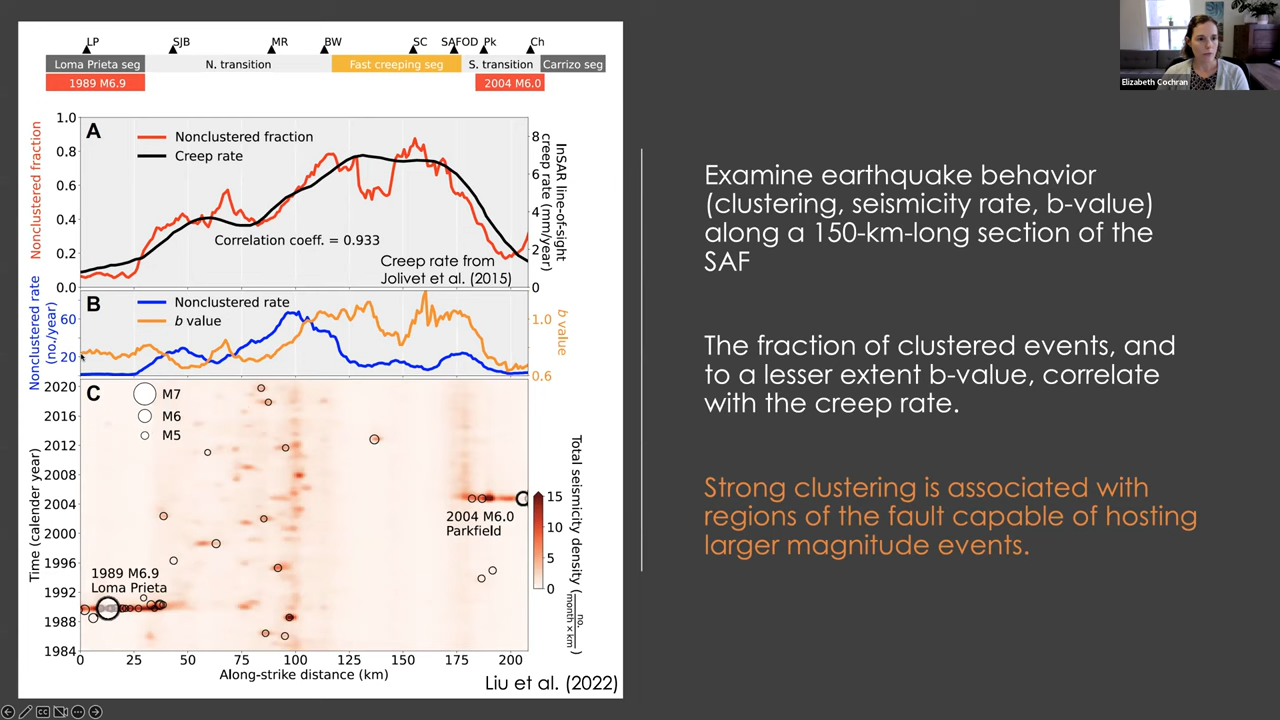 LP SJB MR BW SC SAFOD Pk Ch
Loma Prieta seg N. transition Fast creeping seg S. transition Carrizo seg
1989 M6.9 2004 M6.0
Elizabeth Cochran
A
Nonclustered fraction
Creep rate
Correlation coeff. = 0.933
Creep rate from
Jolivet et al. (2015)
Nonclustered fraction
1.0
0.8
0.6
0.4
0.2
0.0
8
6
4
2
0
InSAR line-of-sight
creep rate (mm/year)
B
Nonclustered rate
b value
Nonclustered rate
(no./year)
60
20
1.0
0.6
b value
C
M7
M6
M5
2020
2016
2012
2008
2004
2000
1996
1992
1988
1984
Time (calender year)
1989 M6.9
Loma Prieta
2004 M6.0
Parkfield
15
10
5
0
Total seismicity density (no. / month × km)
0 25 50 75 100 125 150 175 200
Along-strike distance (km)
Liu et al. (2022)
Examine earthquake behavior
(clustering, seismicity rate, b-value)
along a 150-km-long section of the
SAF
The fraction of clustered events, and
to a lesser extent b-value, correlate
with the creep rate.
Strong clustering is associated with
regions of the fault capable of hosting
larger magnitude events.